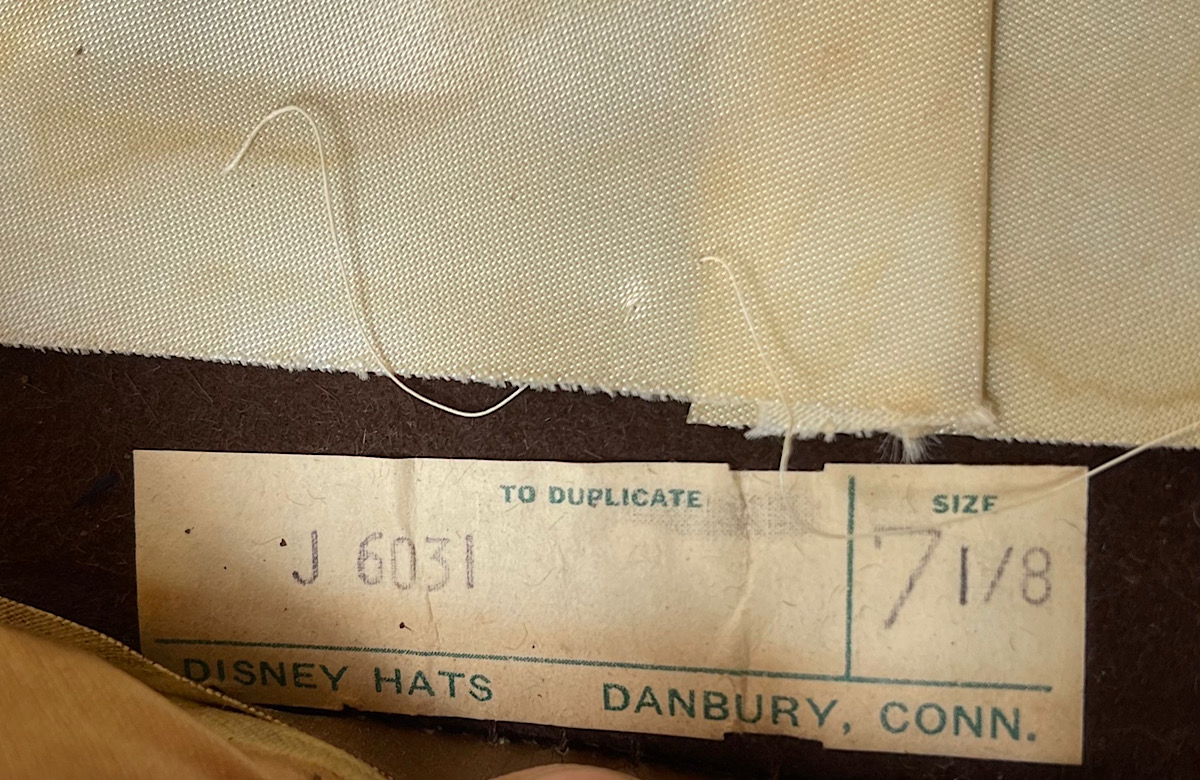 TO DUPLICATE SIZE
J 6031 7 1/8
DISNEY HATS DANBURY, CONN.